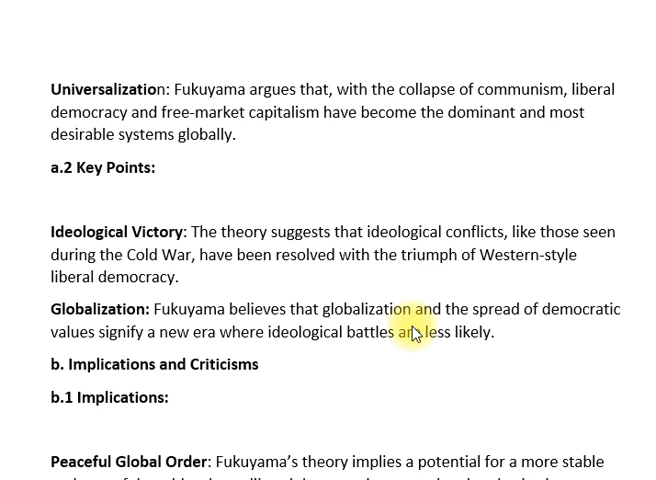 Universalization: Fukuyama argues that, with the collapse of communism, liberal
democracy and free-market capitalism have become the dominant and most
desirable systems globally.
a.2 Key Points:
Ideological Victory: The theory suggests that ideological conflicts, like those seen
during the Cold War, have been resolved with the triumph of Western-style
liberal democracy.
Globalization: Fukuyama believes that globalization and the spread of democratic
values signify a new era where ideological battles are less likely.
b. Implications and Criticisms
b.1 Implications:
Peaceful Global Order: Fukuyama’s theory implies a potential for a more stable